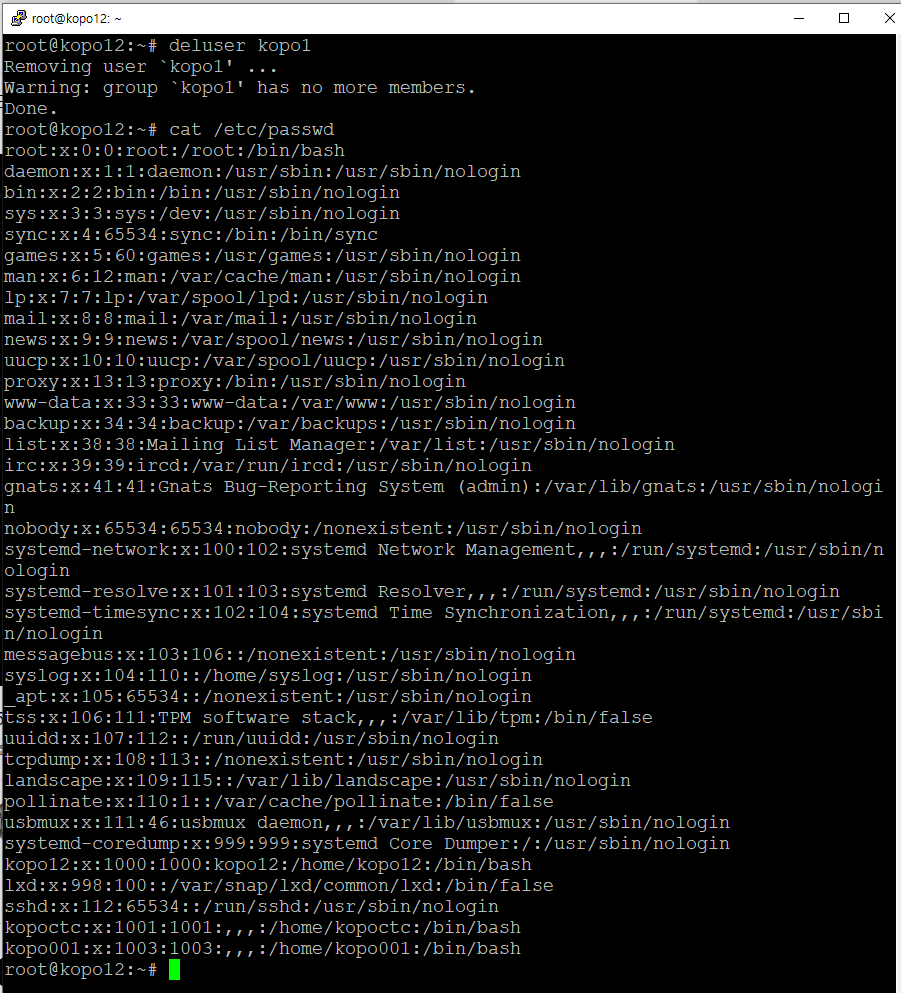 root@kopo12: ~
root@kopo12:~# deluser kopo1
Removing user `kopo1' ...
Warning: group `kopo1' has no more members.
Done.
root@kopo12:~# cat /etc/passwd
root:x:0:0:root:/root:/bin/bash
daemon:x:1:1:daemon:/usr/sbin:/usr/sbin/nologin
bin:x:2:2:bin:/bin:/usr/sbin/nologin
sys:x:3:3:sys:/dev:/usr/sbin/nologin
sync:x:4:65534:sync:/bin:/bin/sync
games:x:5:60:games:/usr/games:/usr/sbin/nologin
man:x:6:12:man:/var/cache/man:/usr/sbin/nologin
lp:x:7:7:lp:/var/spool/lpd:/usr/sbin/nologin
mail:x:8:8:mail:/var/mail:/usr/sbin/nologin
news:x:9:9:news:/var/spool/news:/usr/sbin/nologin
uucp:x:10:10:uucp:/var/spool/uucp:/usr/sbin/nologin
proxy:x:13:13:proxy:/bin:/usr/sbin/nologin
www-data:x:33:33:www-data:/var/www:/usr/sbin/nologin
backup:x:34:34:backup:/var/backups:/usr/sbin/nologin
list:x:38:38:Mailing List Manager:/var/list:/usr/sbin/nologin
irc:x:39:39:ircd:/var/run/ircd:/usr/sbin/nologin
gnats:x:41:41:Gnats Bug-Reporting System (admin):/var/lib/gnats:/usr/sbin/nologi
n
nobody:x:65534:65534:nobody:/nonexistent:/usr/sbin/nologin
systemd-network:x:100:102:systemd Network Management,,,:/run/systemd:/usr/sbin/n
ologin
systemd-resolve:x:101:103:systemd Resolver,,,:/run/systemd:/usr/sbin/nologin
systemd-timesync:x:102:104:systemd Time Synchronization,,,:/run/systemd:/usr/sbi
n/nologin
messagebus:x:103:106::/nonexistent:/usr/sbin/nologin
syslog:x:104:110::/home/syslog:/usr/sbin/nologin
_apt:x:105:65534::/nonexistent:/usr/sbin/nologin
tss:x:106:111:TPM software stack,,,:/var/lib/tpm:/bin/false
uuidd:x:107:112::/run/uuidd:/usr/sbin/nologin
tcpdump:x:108:113::/nonexistent:/usr/sbin/nologin
landscape:x:109:115::/var/lib/landscape:/usr/sbin/nologin
pollinate:x:110:1::/var/cache/pollinate:/bin/false
usbmux:x:111:46:usbmux daemon,,,:/var/lib/usbmux:/usr/sbin/nologin
systemd-coredump:x:999:999:systemd Core Dumper:/:/usr/sbin/nologin
kopo12:x:1000:1000:kopo12:/home/kopo12:/bin/bash
lxd:x:998:100::/var/snap/lxd/common/lxd:/bin/false
sshd:x:112:65534::/run/sshd:/usr/sbin/nologin
kopoctc:x:1001:1001:,,,:/home/kopoctc:/bin/bash
kopo001:x:1003:1003:,,,:/home/kopo001:/bin/bash
root@kopo12:~#